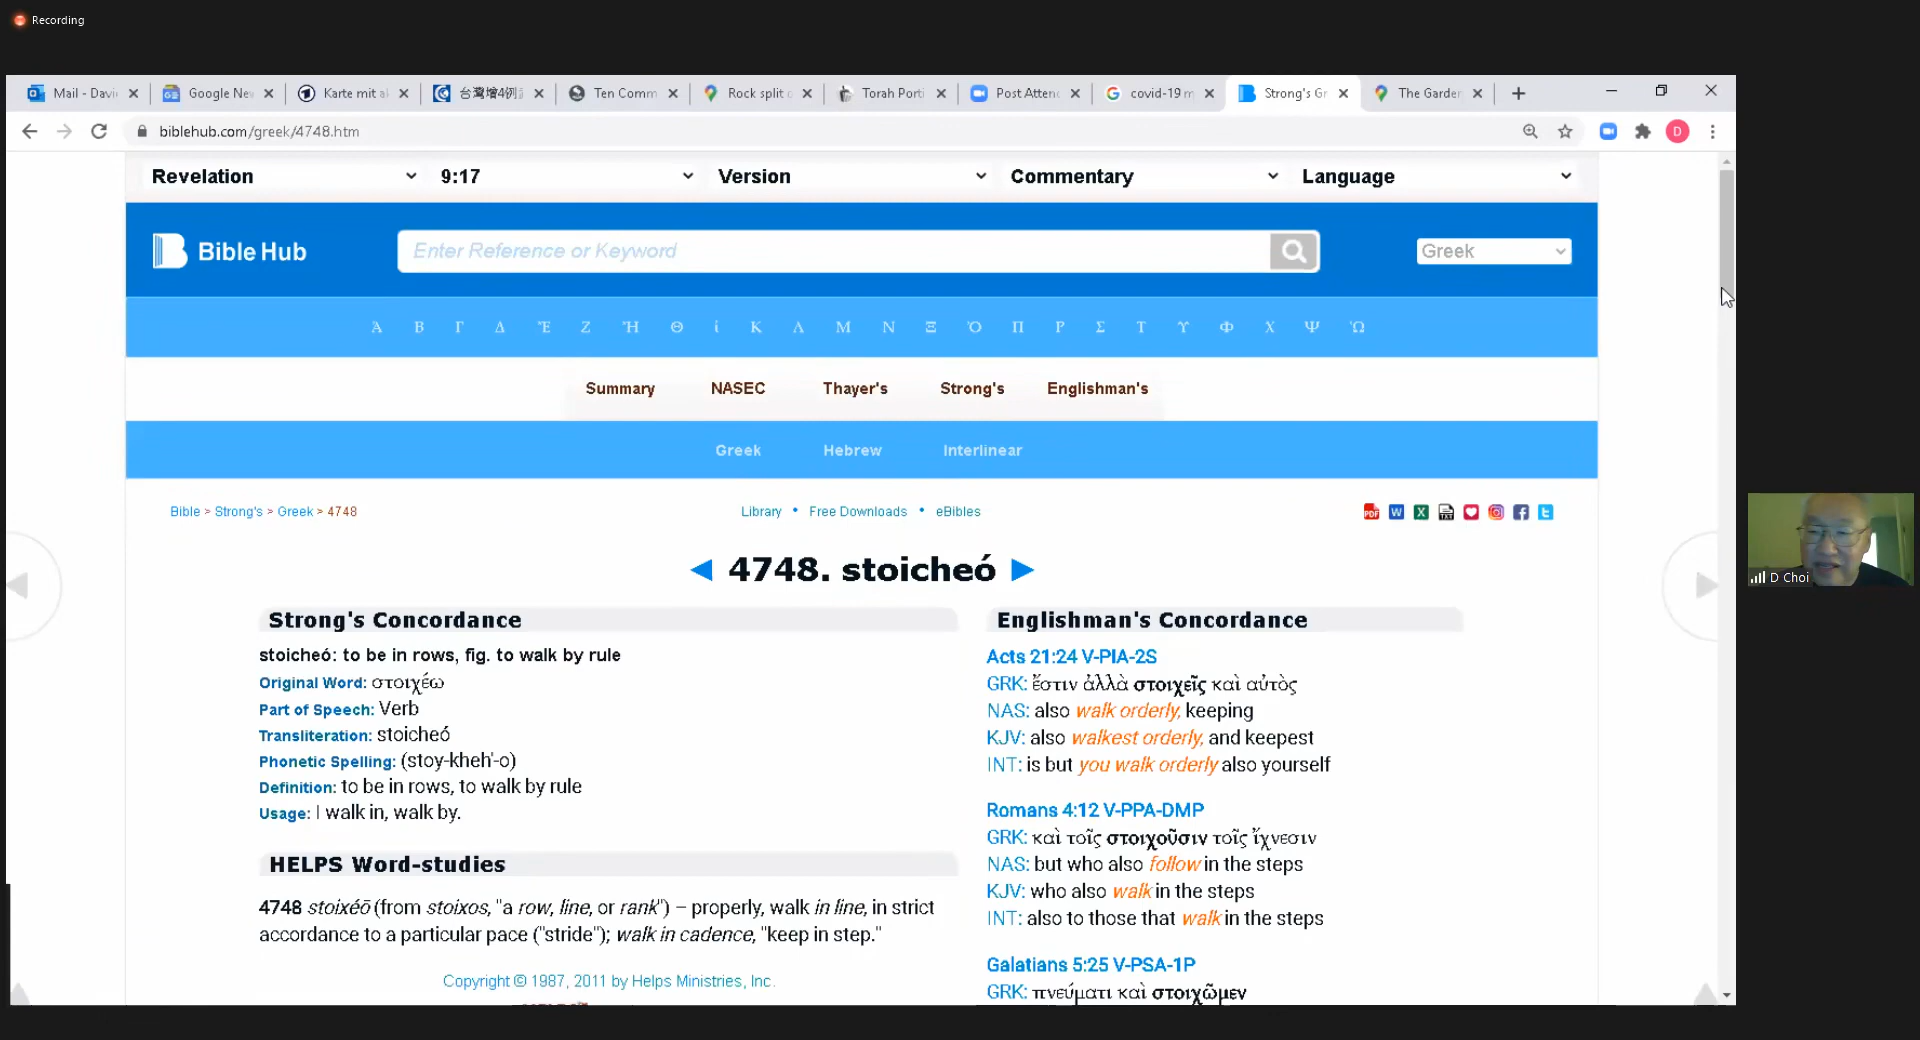 Recording
Mail - Davi
Google Nev
Karte mit a
台灣增4例
Ten Comm
Rock split o
Torah Porti
Post Atten
covid-19 m
Strong's Gr
The Garder
biblehub.com/greek/4748.htm
D
Revelation 9:17 Version Commentary Language
Bible Hub
Enter Reference or Keyword
Greek
Ἀ Β Γ Δ Ἐ Ζ Ἡ Θ ἰ Κ Λ Μ Ν Ξ Ὀ Π Ρ Σ Τ Υ Φ Χ Ψ Ὠ
Summary NASEC Thayer's Strong's Englishman's
Greek Hebrew Interlinear
Bible > Strong's > Greek > 4748
Library • Free Downloads • eBibles
◄ 4748. stoicheó ►
Strong's Concordance
stoicheó: to be in rows, fig. to walk by rule
Original Word: στοιχέω
Part of Speech: Verb
Transliteration: stoicheó
Phonetic Spelling: (stoy-kheh'-o)
Definition: to be in rows, to walk by rule
Usage: I walk in, walk by.
HELPS Word-studies
4748 stoixéō (from stoixos, "a row, line, or rank") – properly, walk in line, in strict
accordance to a particular pace ("stride"); walk in cadence, "keep in step."
Copyright © 1987, 2011 by Helps Ministries, Inc.
Englishman's Concordance
Acts 21:24 V-PIA-2S
GRK: ἔστιν ἀλλὰ στοιχεῖς καὶ αὐτὸς
NAS: also walk orderly, keeping
KJV: also walkest orderly, and keepest
INT: is but you walk orderly also yourself
Romans 4:12 V-PPA-DMP
GRK: καὶ τοῖς στοιχοῦσιν τοῖς ἴχνεσιν
NAS: but who also follow in the steps
KJV: who also walk in the steps
INT: also to those that walk in the steps
Galatians 5:25 V-PSA-1P
GRK: πνεύματι καὶ στοιχῶμεν
D Choi